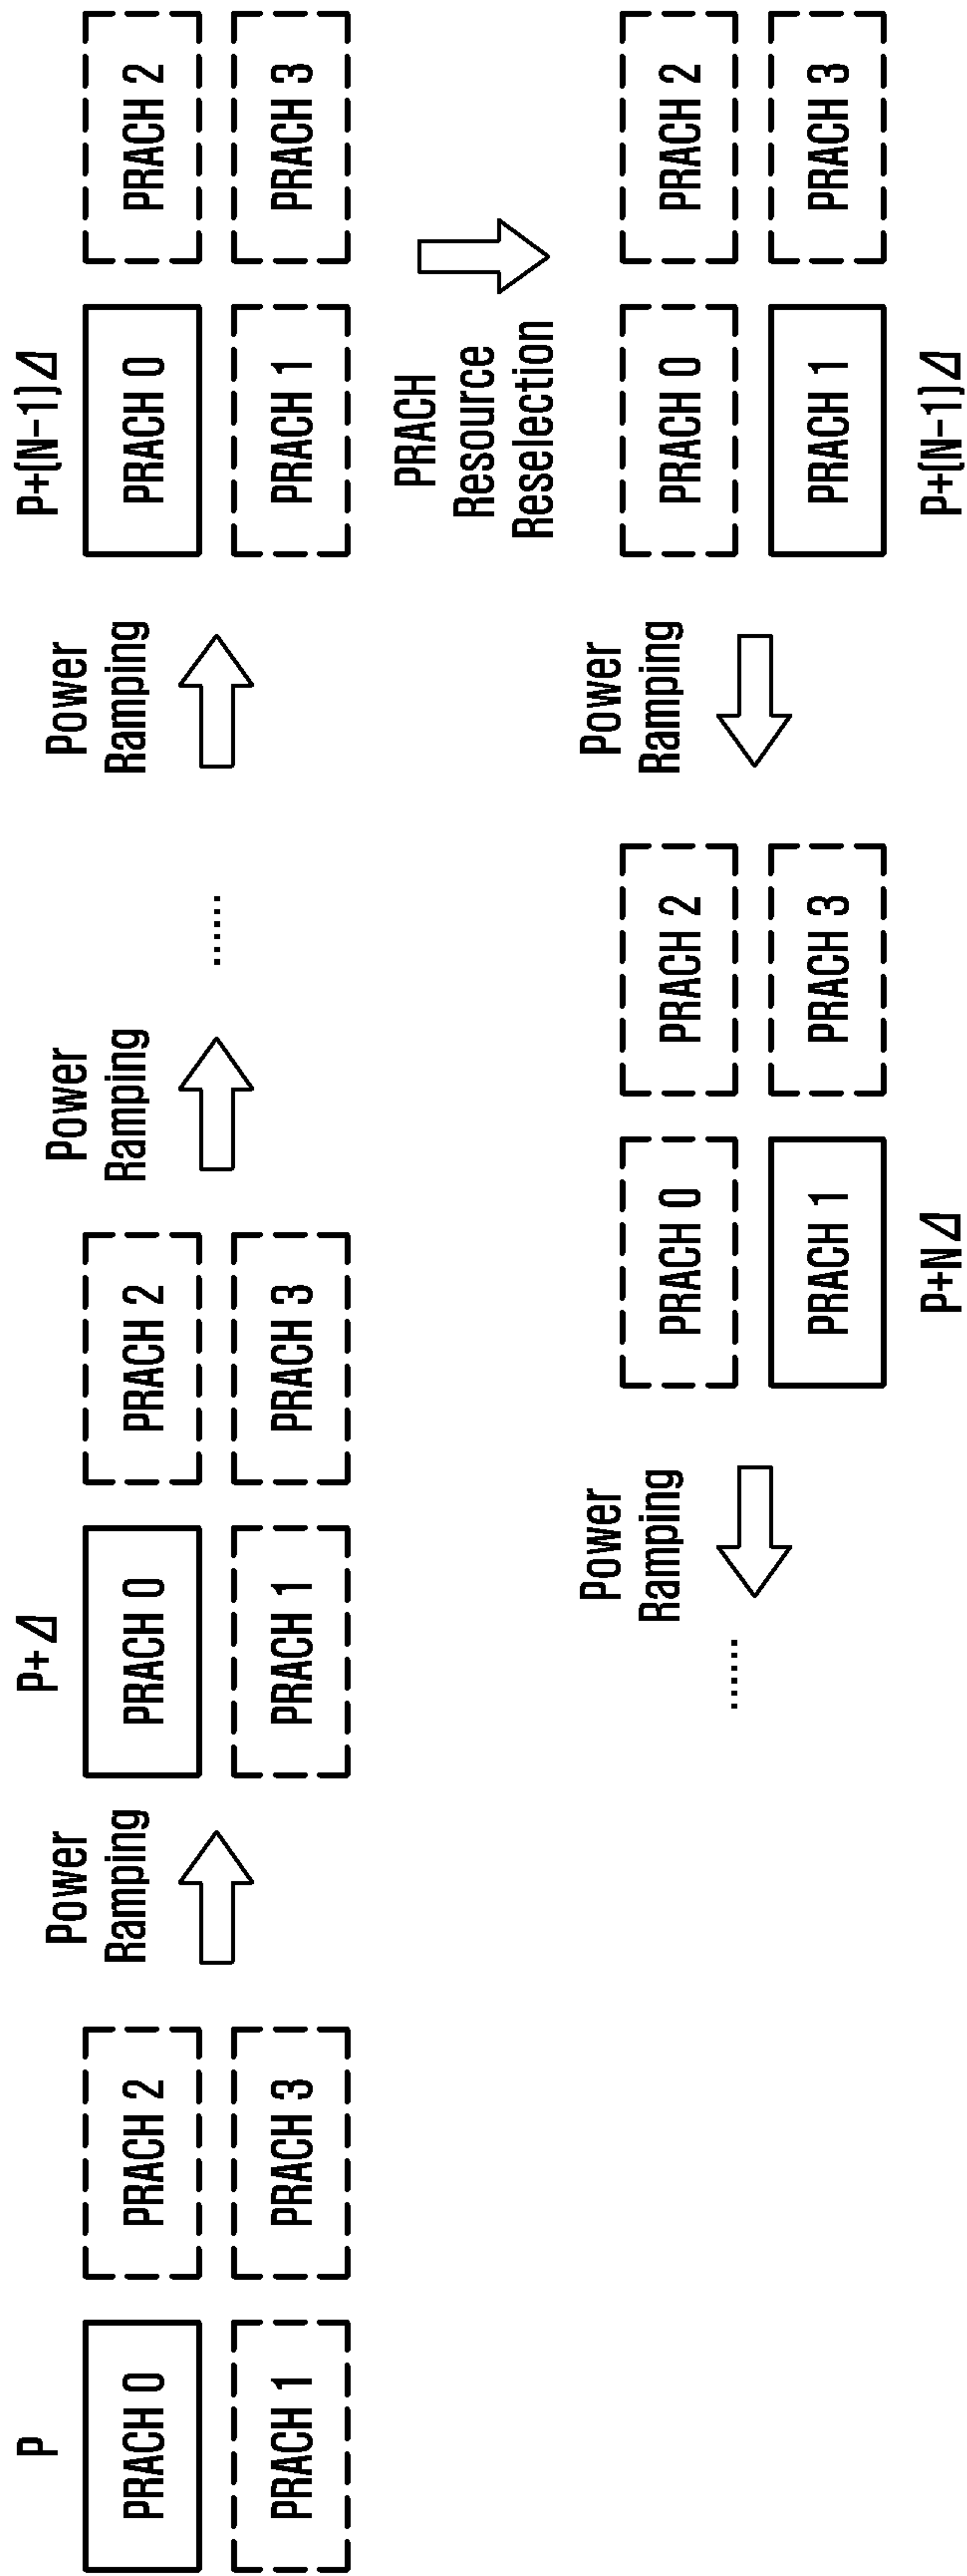 P
PRACH 0
PRACH 2
PRACH 1
PRACH 3
Power
Ramping
P+⊿
PRACH 0
PRACH 2
PRACH 1
PRACH 3
Power
Ramping
......
Power
Ramping
P+(N-1)⊿
PRACH 0
PRACH 2
PRACH 1
PRACH 3
PRACH
Resource
Reselection
PRACH 0
PRACH 2
PRACH 1
PRACH 3
P+(N-1)⊿
Power
Ramping
PRACH 0
PRACH 2
PRACH 1
PRACH 3
P+N⊿
Power
Ramping
......